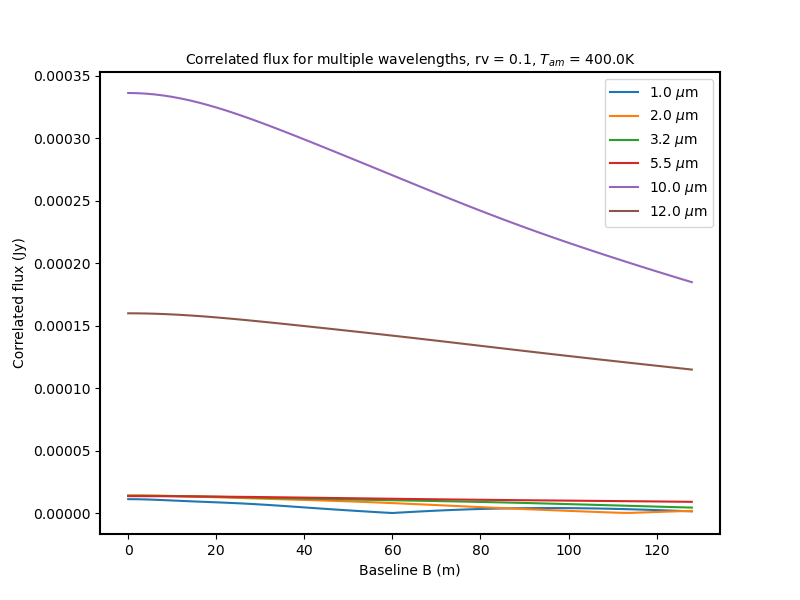 Correlated flux for multiple wavelengths, rv = 0.1, $T_{am}$ = 400.0K
0.00035
0.00030
0.00025
0.00020
0.00015
0.00010
0.00005
0.00000
Correlated flux (Jy)
1.0 μm
2.0 μm
3.2 μm
5.5 μm
10.0 μm
12.0 μm
0 20 40 60 80 100 120
Baseline B (m)